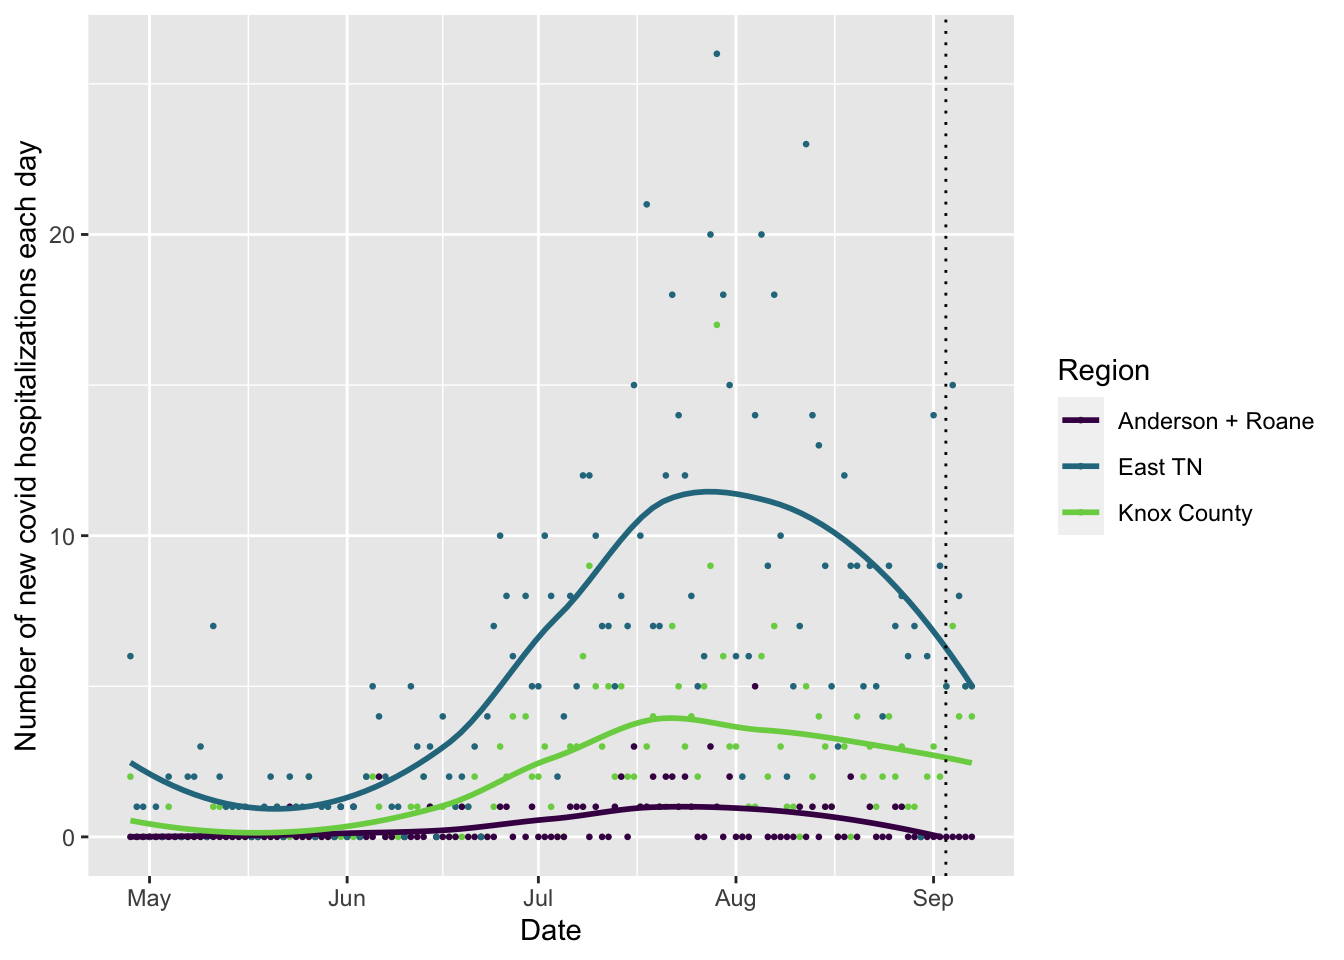 Number of new covid hospitalizations each day
20
10
0
May
Jun
Jul
Aug
Sep
Date
Region
Anderson + Roane
East TN
Knox County